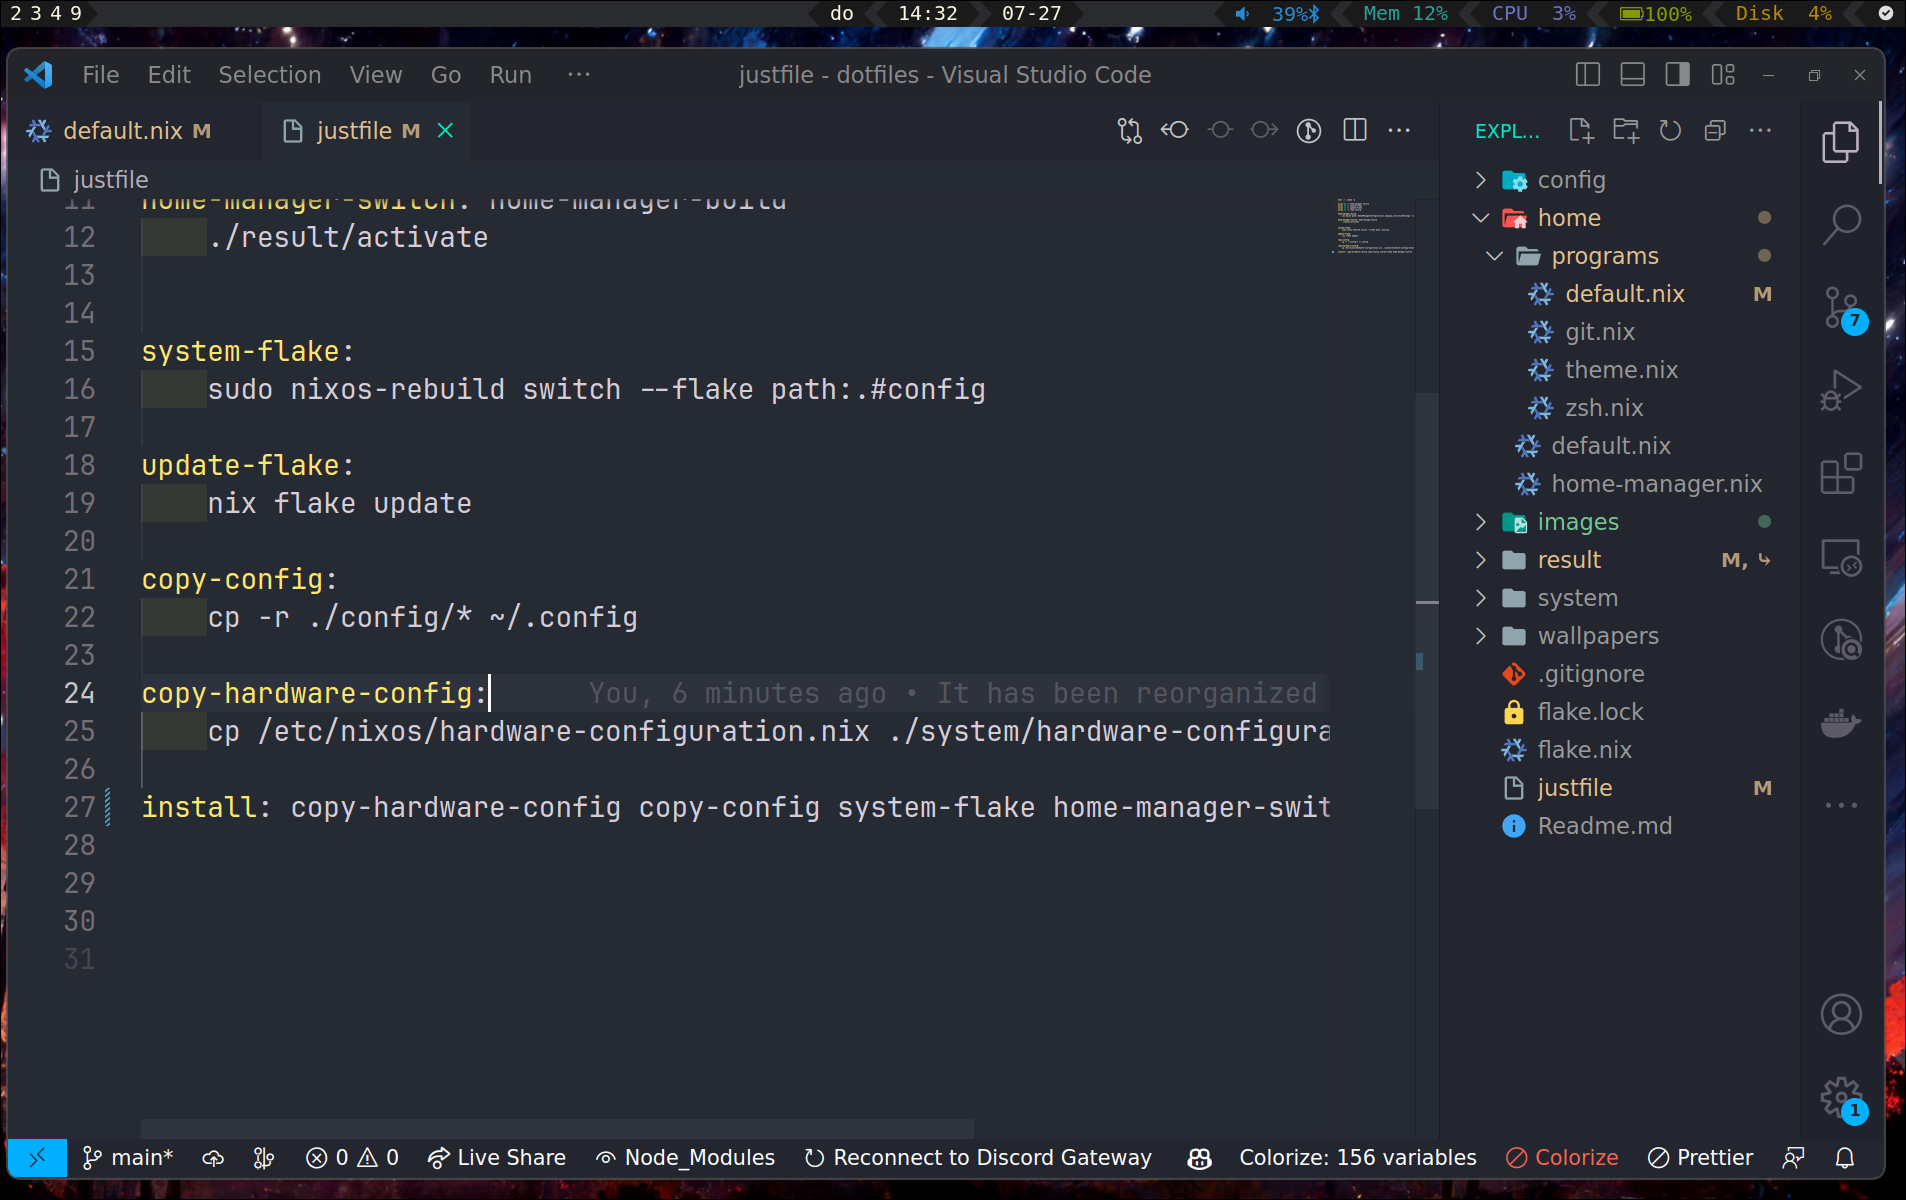 2 3 4 9
do
14:32
07-27
39%
Mem 12%
CPU 3%
100%
Disk 4%
File Edit Selection View Go Run ···
justfile - dotfiles - Visual Studio Code
default.nix M
justfile M
EXPL...
justfile
11 home-manager-switch: home-manager-build
12 ./result/activate
13
14
15 system-flake:
16 sudo nixos-rebuild switch --flake path:.#config
17
18 update-flake:
19 nix flake update
20
21 copy-config:
22 cp -r ./config/* ~/.config
23
24 copy-hardware-config: You, 6 minutes ago • It has been reorganized
25 cp /etc/nixos/hardware-configuration.nix ./system/hardware-configura
26
27 install: copy-hardware-config copy-config system-flake home-manager-swit
28
29
30
31
config
home
programs
default.nix M
git.nix
theme.nix
zsh.nix
default.nix
home-manager.nix
images
result M, ⤷
system
wallpapers
.gitignore
flake.lock
flake.nix
justfile M
Readme.md
7
1
main*
0
0
Live Share
Node_Modules
Reconnect to Discord Gateway
Colorize: 156 variables
Colorize
Prettier